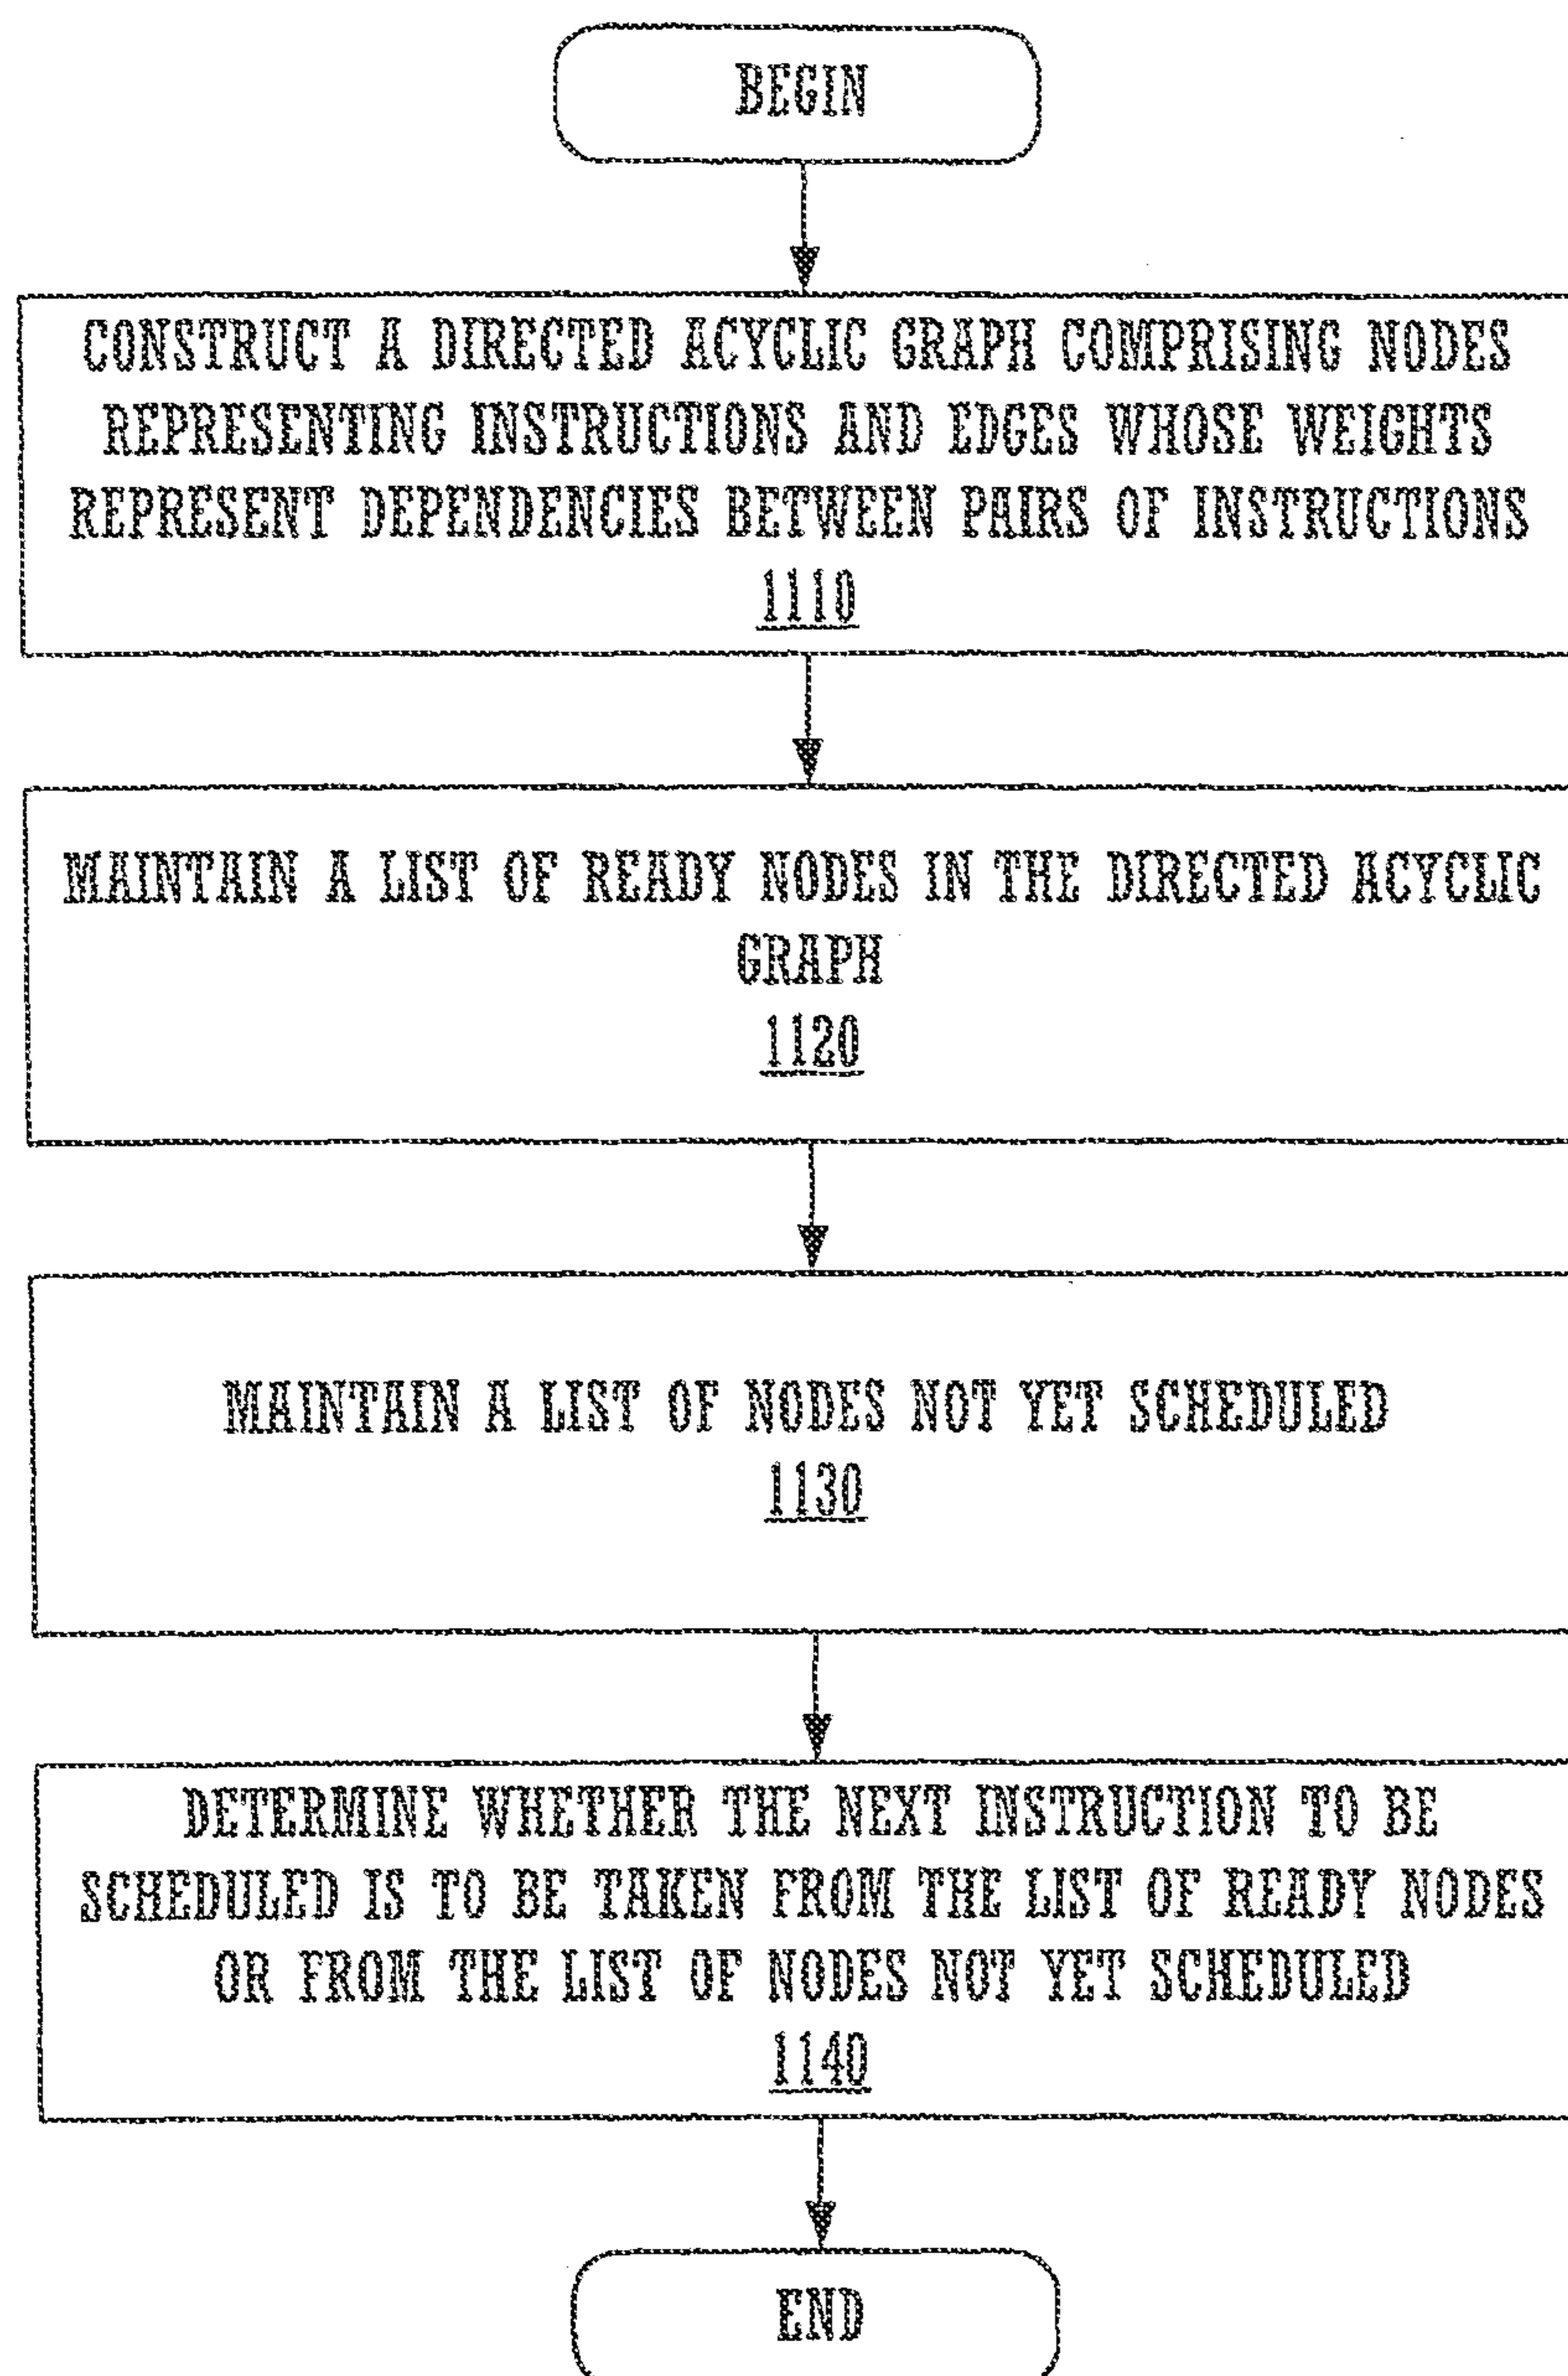 BEGIN
CONSTRUCT A DIRECTED ACYCLIC GRAPH COMPRISING NODES
REPRESENTING INSTRUCTIONS AND EDGES WHOSE WEIGHTS
REPRESENT DEPENDENCIES BETWEEN PAIRS OF INSTRUCTIONS
1110
MAINTAIN A LIST OF READY NODES IN THE DIRECTED ACYCLIC
GRAPH
1120
MAINTAIN A LIST OF NODES NOT YET SCHEDULED
1130
DETERMINE WHETHER THE NEXT INSTRUCTION TO BE
SCHEDULED IS TO BE TAKEN FROM THE LIST OF READY NODES
OR FROM THE LIST OF NODES NOT YET SCHEDULED
1140
END